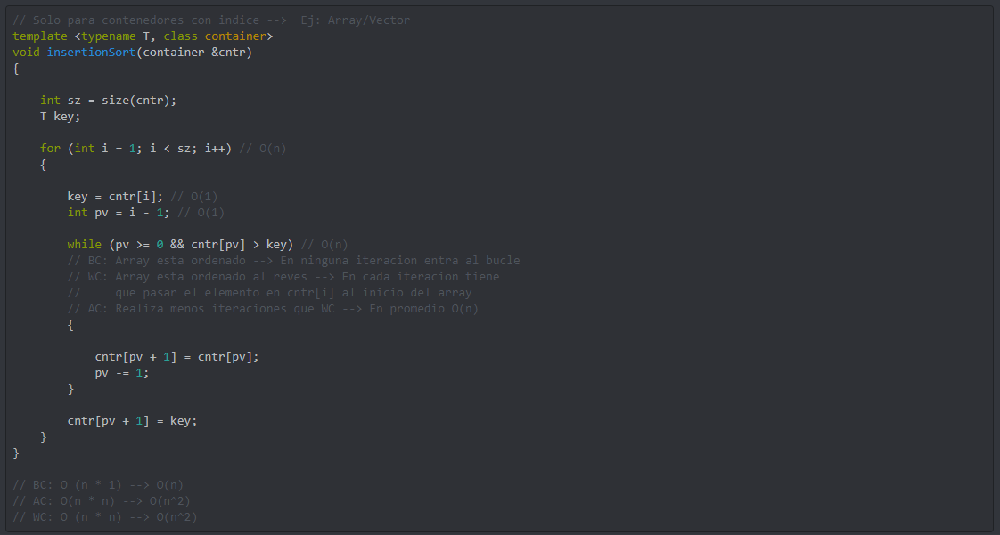 // Solo para contenedores con indice --> Ej: Array/Vector
template <typename T, class container>
void insertionSort(container &cntr)
{
int sz = size(cntr);
T key;
for (int i = 1; i < sz; i++) // O(n)
{
key = cntr[i]; // O(1)
int pv = i - 1; // O(1)
while (pv >= 0 && cntr[pv] > key) // O(n)
// BC: Array esta ordenado --> En ninguna iteracion entra al bucle
// WC: Array esta ordenado al reves --> En cada iteracion tiene
// que pasar el elemento en cntr[i] al inicio del array
// AC: Realiza menos iteraciones que WC --> En promedio O(n)
{
cntr[pv + 1] = cntr[pv];
pv -= 1;
}
cntr[pv + 1] = key;
}
}
// BC: O (n * 1) --> O(n)
// AC: O(n * n) --> O(n^2)
// WC: O (n * n) --> O(n^2)